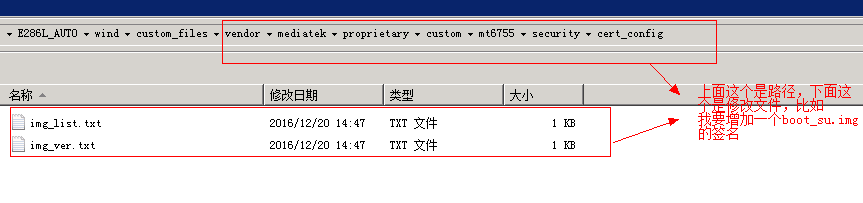 E286L_AUTO wind custom_files vendor mediatek proprietary custom mt6755 security cert_config
名称 修改日期 类型 大小
img_list.txt 2016/12/20 14:47 TXT 文件 1 KB
img_ver.txt 2016/12/20 14:47 TXT 文件 1 KB
上面这个是路径，下面这
个是修改文件，比如
我要增加一个boot_su.img
的签名